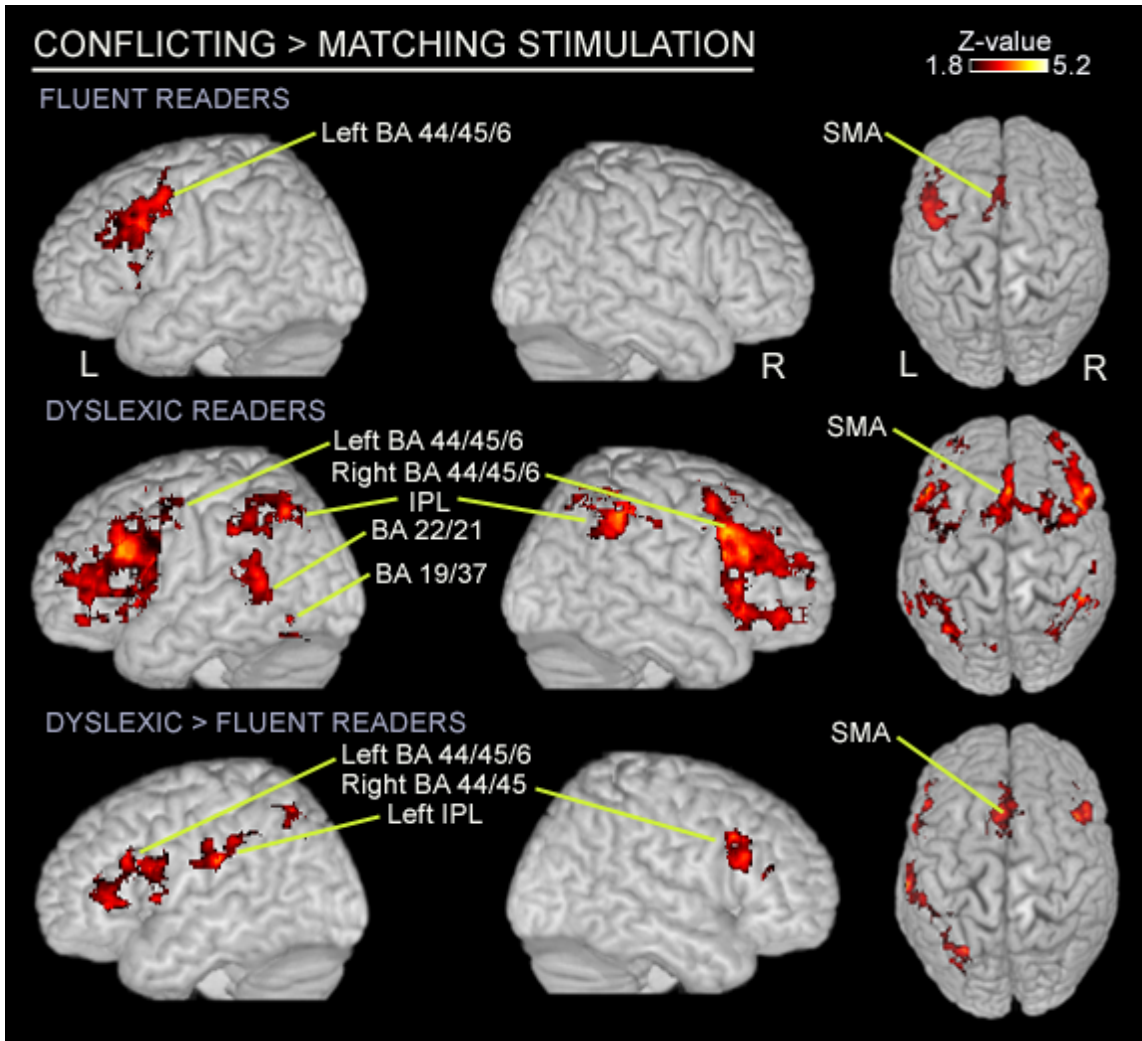 CONFLICTING > MATCHING STIMULATION
Z-value
1.8 5.2
FLUENT READERS
Left BA 44/45/6
SMA
L
R
L
R
DYSLEXIC READERS
SMA
Left BA 44/45/6
Right BA 44/45/6
IPL
BA 22/21
BA 19/37
DYSLEXIC > FLUENT READERS
SMA
Left BA 44/45/6
Right BA 44/45
Left IPL